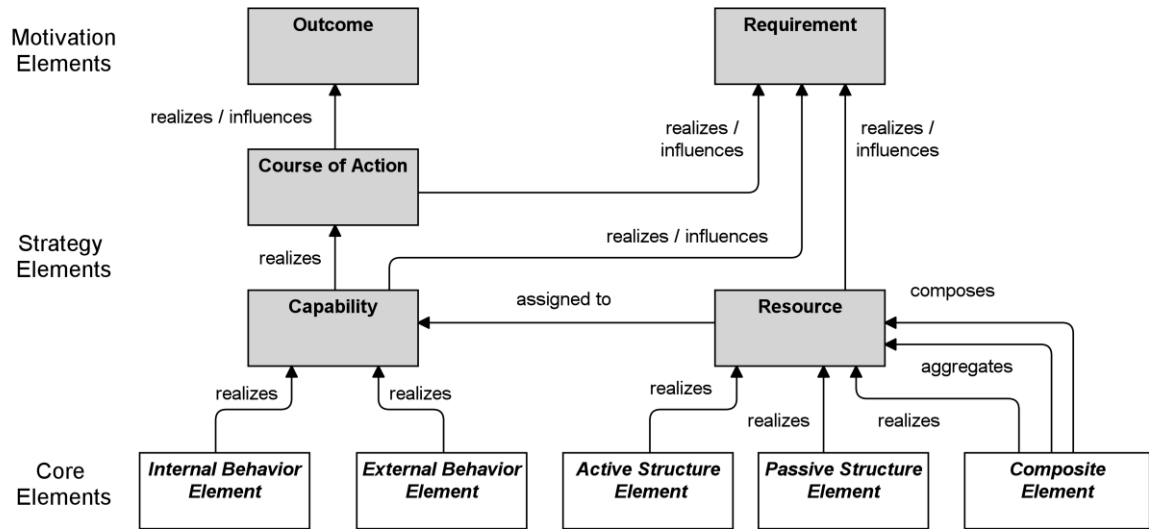 Motivation
Elements
Outcome
Requirement
realizes / influences
realizes /
influences
realizes /
influences
Course of Action
Strategy
Elements
realizes
realizes / influences
Capability
assigned to
Resource
composes
aggregates
realizes
realizes
realizes
realizes
realizes
Core
Elements
Internal Behavior
Element
External Behavior
Element
Active Structure
Element
Passive Structure
Element
Composite
Element